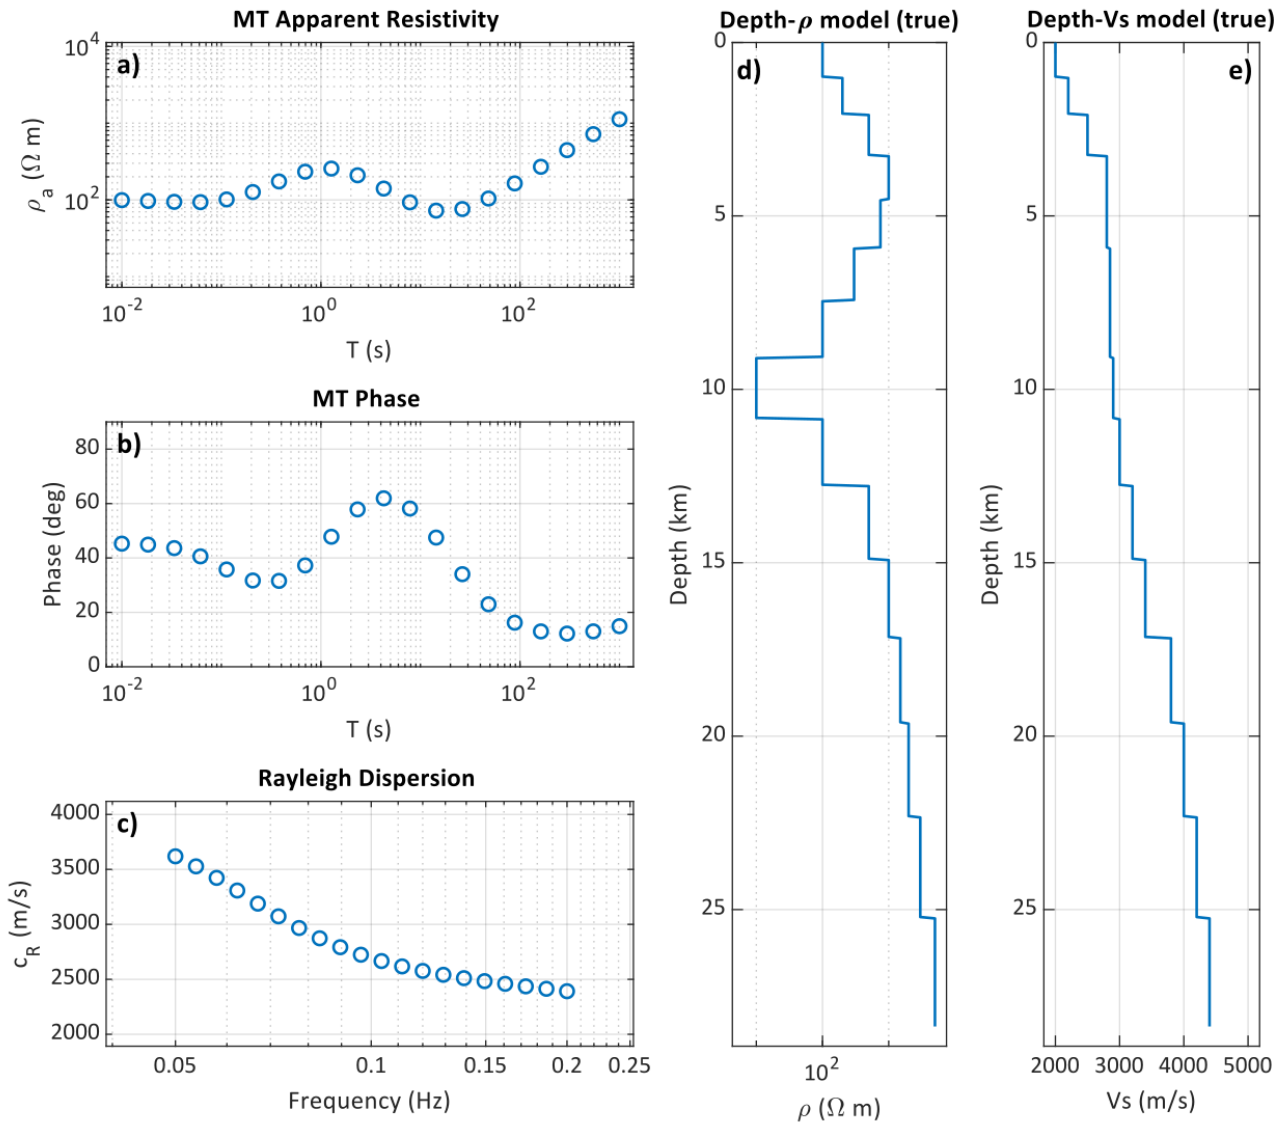 MT Apparent Resistivity
a)
10^4
10^2
ρ_a (Ω m)
10^-2
10^0
10^2
T (s)
MT Phase
b)
80
60
40
20
0
Phase (deg)
10^-2
10^0
10^2
T (s)
Rayleigh Dispersion
c)
4000
3500
3000
2500
2000
c_R (m/s)
0.05
0.1
0.15
0.2
0.25
Frequency (Hz)
Depth-ρ model (true)
d)
0
5
10
15
20
25
Depth (km)
10^2
ρ (Ω m)
Depth-Vs model (true)
e)
0
5
10
15
20
25
Depth (km)
2000
3000
4000
5000
Vs (m/s)